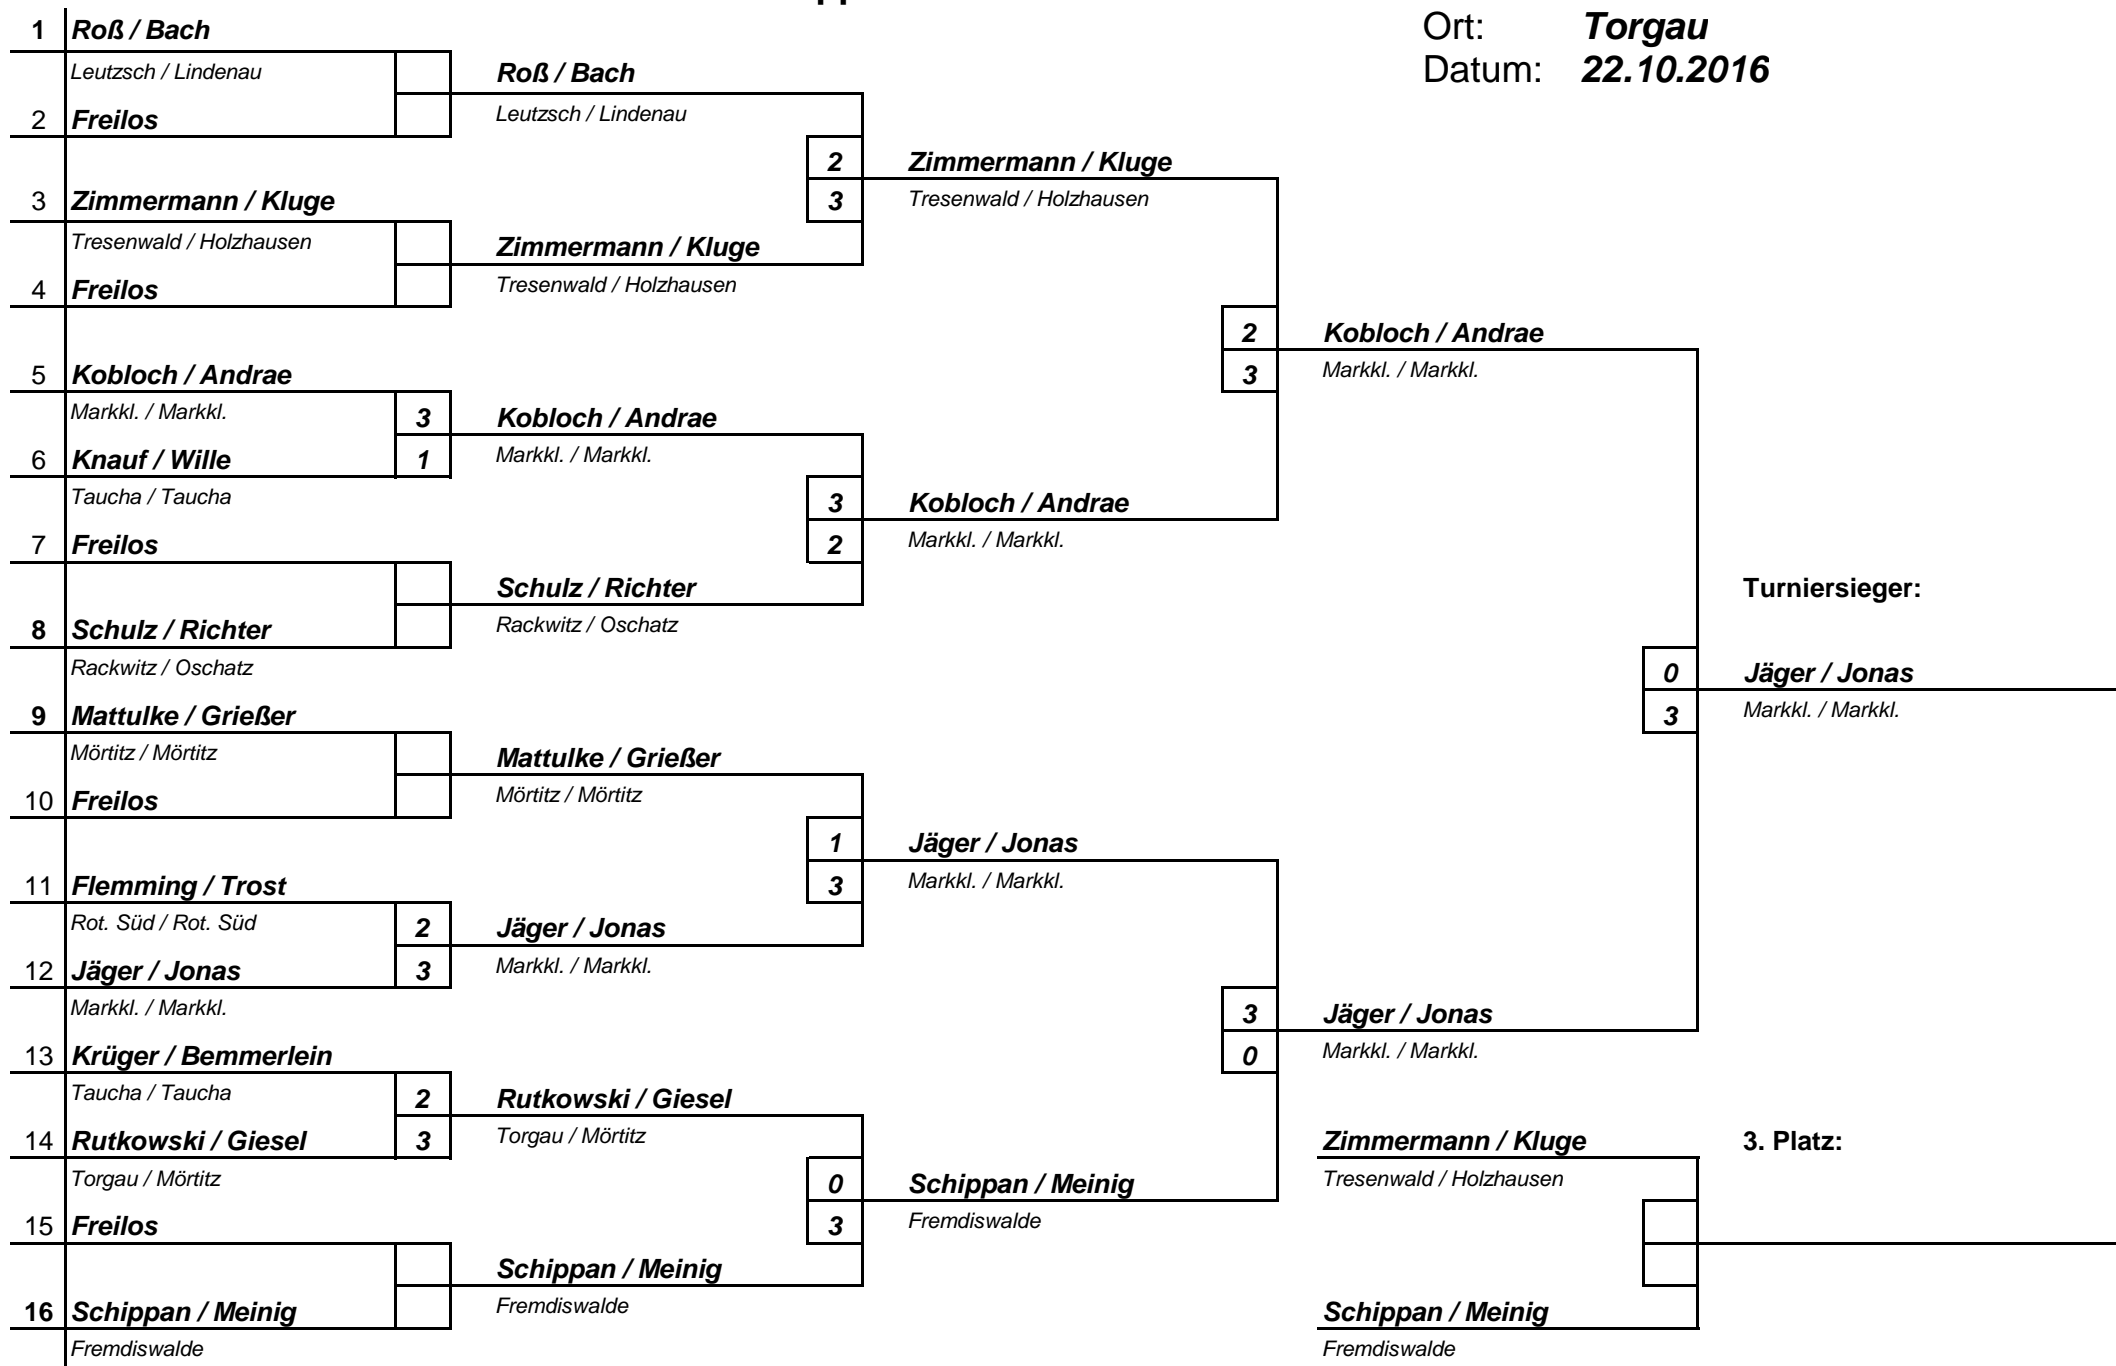 Ort: Torgau
Datum: 22.10.2016
1 Roß / Bach
Leutzsch / Lindenau
2 Freilos
3 Zimmermann / Kluge
Tresenwald / Holzhausen
4 Freilos
5 Kobloch / Andrae
Markkl. / Markkl. 3
6 Knauf / Wille 1
Taucha / Taucha
7 Freilos
8 Schulz / Richter
Rackwitz / Oschatz
9 Mattulke / Grießer
Mörtitz / Mörtitz
10 Freilos
11 Flemming / Trost
Rot. Süd / Rot. Süd 2
12 Jäger / Jonas 3
Markkl. / Markkl.
13 Krüger / Bemmerlein
Taucha / Taucha 2
14 Rutkowski / Giesel 3
Torgau / Mörtitz
15 Freilos
16 Schippan / Meinig
Fremdiswalde
Roß / Bach
Leutzsch / Lindenau
2
3
Zimmermann / Kluge
Tresenwald / Holzhausen
Kobloch / Andrae
Markkl. / Markkl.
3
2
Schulz / Richter
Rackwitz / Oschatz
Mattulke / Grießer
Mörtitz / Mörtitz
1
3
Jäger / Jonas
Markkl. / Markkl.
Rutkowski / Giesel
Torgau / Mörtitz
0
3
Schippan / Meinig
Fremdiswalde
Zimmermann / Kluge
Tresenwald / Holzhausen
2
3
Kobloch / Andrae
Markkl. / Markkl.
Jäger / Jonas
Markkl. / Markkl.
3
0
Schippan / Meinig
Fremdiswalde
Kobloch / Andrae
Markkl. / Markkl.
0
3
Jäger / Jonas
Markkl. / Markkl.
Turniersieger:
Jäger / Jonas
Markkl. / Markkl.
Zimmermann / Kluge
Tresenwald / Holzhausen
3. Platz:
Schippan / Meinig
Fremdiswalde